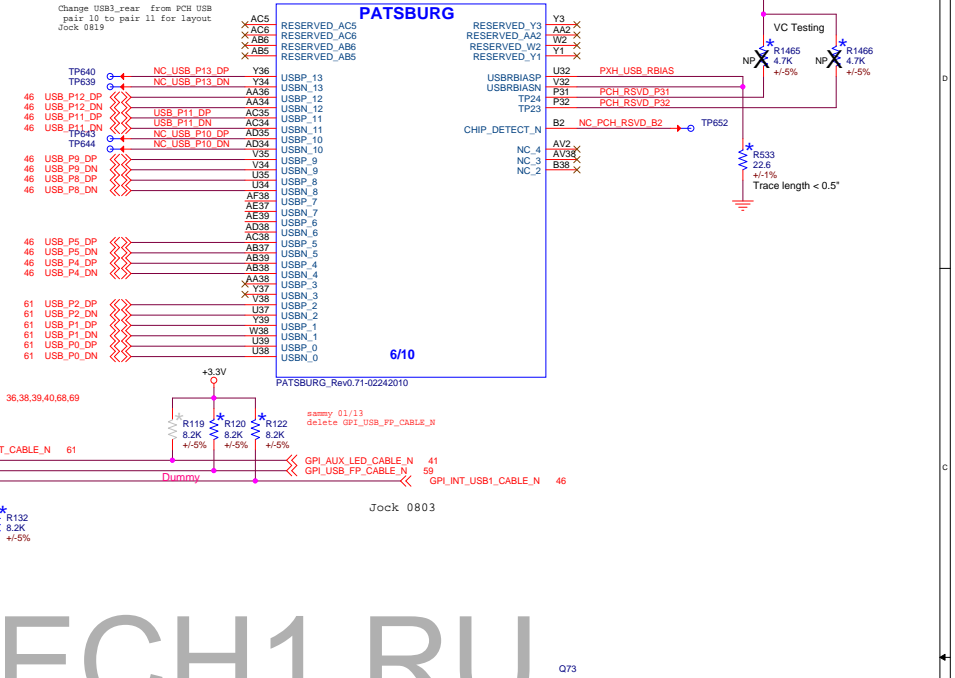 Change USB3_rear from PCH USB
pair 10 to pair 11 for layout
Jock 0819
PATSBURG
AC5 RESERVED_AC5
AC6 RESERVED_AC6
AB6 RESERVED_AB6
AB5 RESERVED_AB5
RESERVED_Y3 Y3
RESERVED_AA2 AA2
RESERVED_W2 W2
RESERVED_Y1 Y1
VC Testing
NP * R1465 4.7K +/-5%
NP * R1466 4.7K +/-5%
D
TP640 NC_USB_P13_DP Y36 USBP_13
TP639 NC_USB_P13_DN Y34 USBN_13
46 USB_P12_DP AA36 USBP_12
46 USB_P12_DN AA34 USBN_12
46 USB_P11_DP USB_P11_DP AC35 USBP_11
46 USB_P11_DN USB_P11_DN AC34 USBN_11
TP643 NC_USB_P10_DP AD35 USBP_10
TP644 NC_USB_P10_DN AD34 USBN_10
46 USB_P9_DP V35 USBP_9
46 USB_P9_DN V34 USBN_9
46 USB_P8_DP U35 USBP_8
46 USB_P8_DN U34 USBN_8
AF38 USBP_7
AE37 USBN_7
AE39 USBP_6
AD38 USBN_6
46 USB_P5_DP AC38 USBP_5
46 USB_P5_DN AB37 USBN_5
46 USB_P4_DP AB39 USBP_4
46 USB_P4_DN AB38 USBN_4
AA38 USBP_3
Y37 USBN_3
61 USB_P2_DP V38 USBP_2
61 USB_P2_DN U37 USBN_2
61 USB_P1_DP Y39 USBP_1
61 USB_P1_DN W38 USBN_1
61 USB_P0_DP U39 USBP_0
61 USB_P0_DN U38 USBN_0
USBRBIASP U32 PXH_USB_RBIAS
USBRBIASN V32
TP24 P31 PCH_RSVD_P31
TP23 P32 PCH_RSVD_P32
CHIP_DETECT_N B2 NC_PCH_RSVD_B2 TP652
NC_4 AV2
NC_3 AV38
NC_2 B38
* R533
22.6
+/-1%
Trace length < 0.5"
6/10
PATSBURG_Rev0.71-02242010
+3.3V
36,38,39,40,68,69
* R119 8.2K +/-5%
* R120 8.2K +/-5%
* R122 8.2K +/-5%
sammy 01/13
delete GPI_USB_FP_CABLE_N
T_CABLE_N 61
GPI_AUX_LED_CABLE_N 41
GPI_USB_FP_CABLE_N 59
Dummy
GPI_INT_USB1_CABLE_N 46
C
Jock 0803
* R132
8.2K
+/-5%
ECH1.RU
Q73